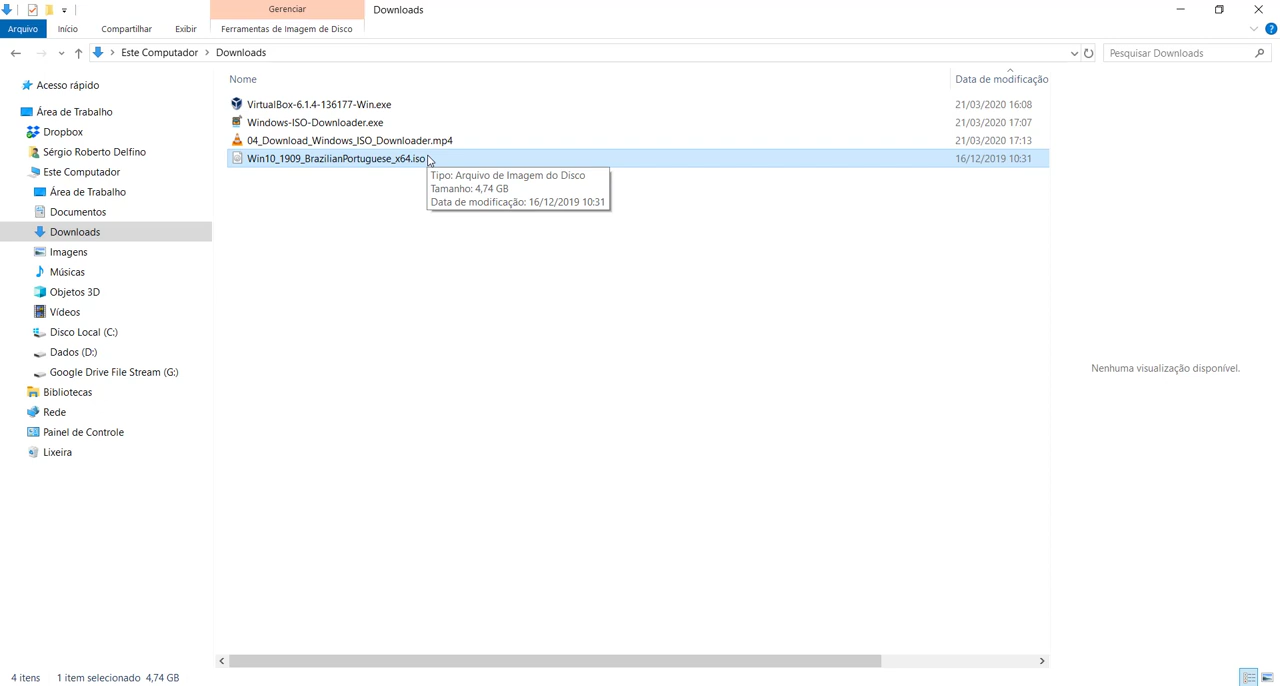 Gerenciar
Downloads
Arquivo
Início
Compartilhar
Exibir
Ferramentas de Imagem de Disco
Este Computador > Downloads
Pesquisar Downloads
Nome
Data de modificação
VirtualBox-6.1.4-136177-Win.exe 21/03/2020 16:08
Windows-ISO-Downloader.exe 21/03/2020 17:07
04_Download_Windows_ISO_Downloader.mp4 21/03/2020 17:13
Win10_1909_BrazilianPortuguese_x64.iso 16/12/2019 10:31
Tipo: Arquivo de Imagem do Disco
Tamanho: 4,74 GB
Data de modificação: 16/12/2019 10:31
Acesso rápido
Área de Trabalho
Dropbox
Sérgio Roberto Delfino
Este Computador
Área de Trabalho
Documentos
Downloads
Imagens
Músicas
Objetos 3D
Vídeos
Disco Local (C:)
Dados (D:)
Google Drive File Stream (G:)
Bibliotecas
Rede
Painel de Controle
Lixeira
Nenhuma visualização disponível.
4 itens
1 item selecionado 4,74 GB